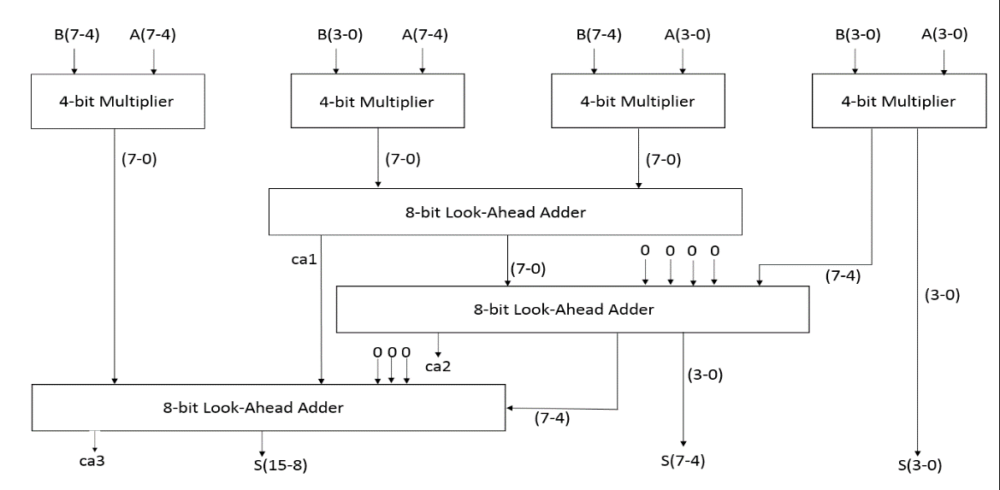 B(7-4) A(7-4) B(3-0) A(7-4) B(7-4) A(3-0) B(3-0) A(3-0)
4-bit Multiplier 4-bit Multiplier 4-bit Multiplier 4-bit Multiplier
(7-0) (7-0) (7-0)
8-bit Look-Ahead Adder
ca1 0 0 0 0
(7-0) (7-4)
(3-0)
8-bit Look-Ahead Adder
0 0 0
ca2
(3-0)
8-bit Look-Ahead Adder
(7-4)
ca3 S(15-8) S(7-4) S(3-0)